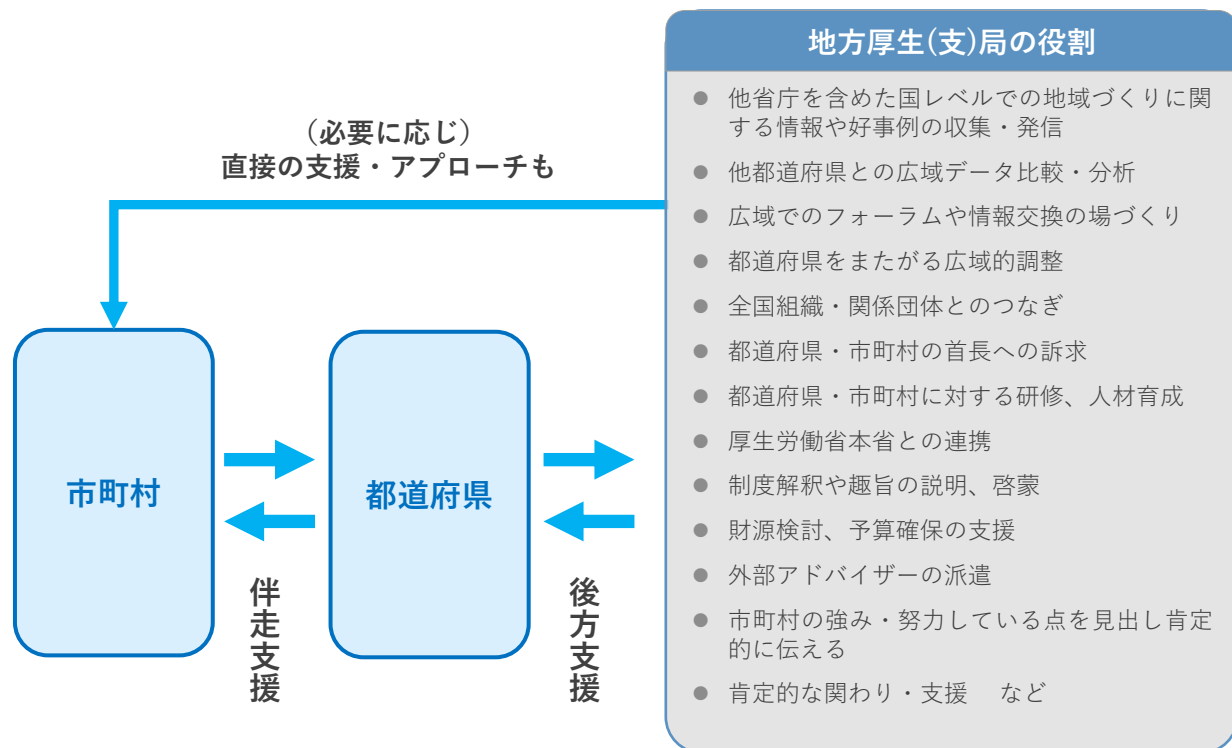 地方厚生(支)局の役割
(必要に応じ)
直接の支援・アプローチも
市町村
都道府県
伴走支援
後方支援
● 他省庁を含めた国レベルでの地域づくりに関
する情報や好事例の収集・発信
● 他都道府県との広域データ比較・分析
● 広域でのフォーラムや情報交換の場づくり
● 都道府県をまたがる広域的調整
● 全国組織・関係団体とのつなぎ
● 都道府県・市町村の首長への訴求
● 都道府県・市町村に対する研修、人材育成
● 厚生労働省本省との連携
● 制度解釈や趣旨の説明、啓蒙
● 財源検討、予算確保の支援
● 外部アドバイザーの派遣
● 市町村の強み・努力している点を見出し肯定
的に伝える
● 肯定的な関わり・支援　など